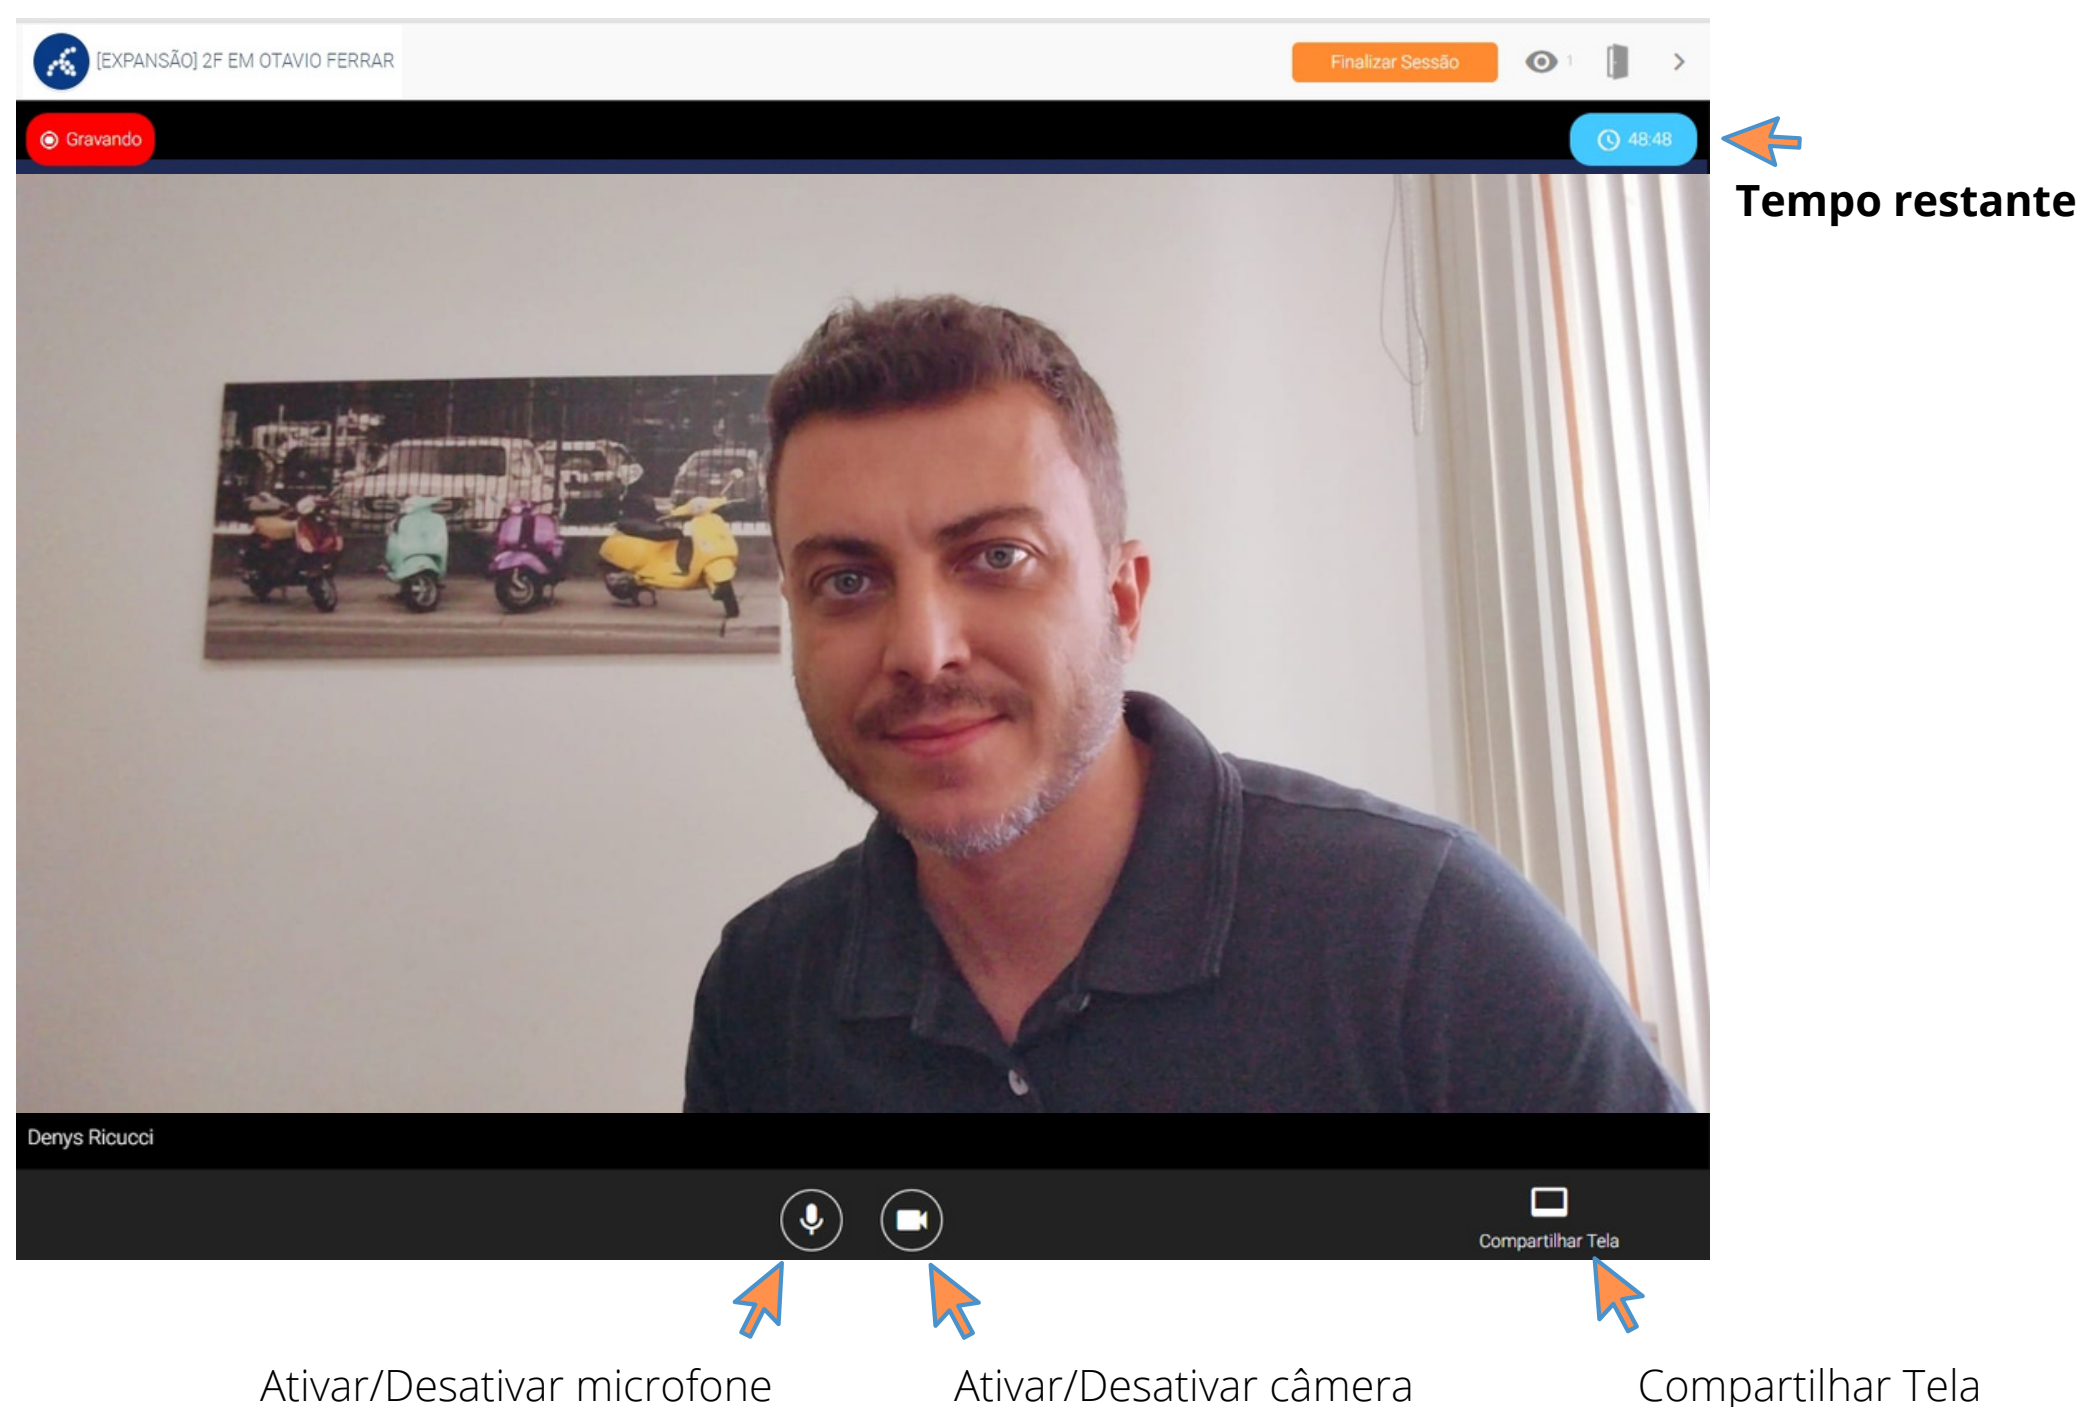 [EXPANSÃO] 2F EM OTAVIO FERRAR
Finalizar Sessão
1
Gravando
48:48
Tempo restante
Denys Ricucci
Compartilhar Tela
Ativar/Desativar microfone
Ativar/Desativar câmera
Compartilhar Tela